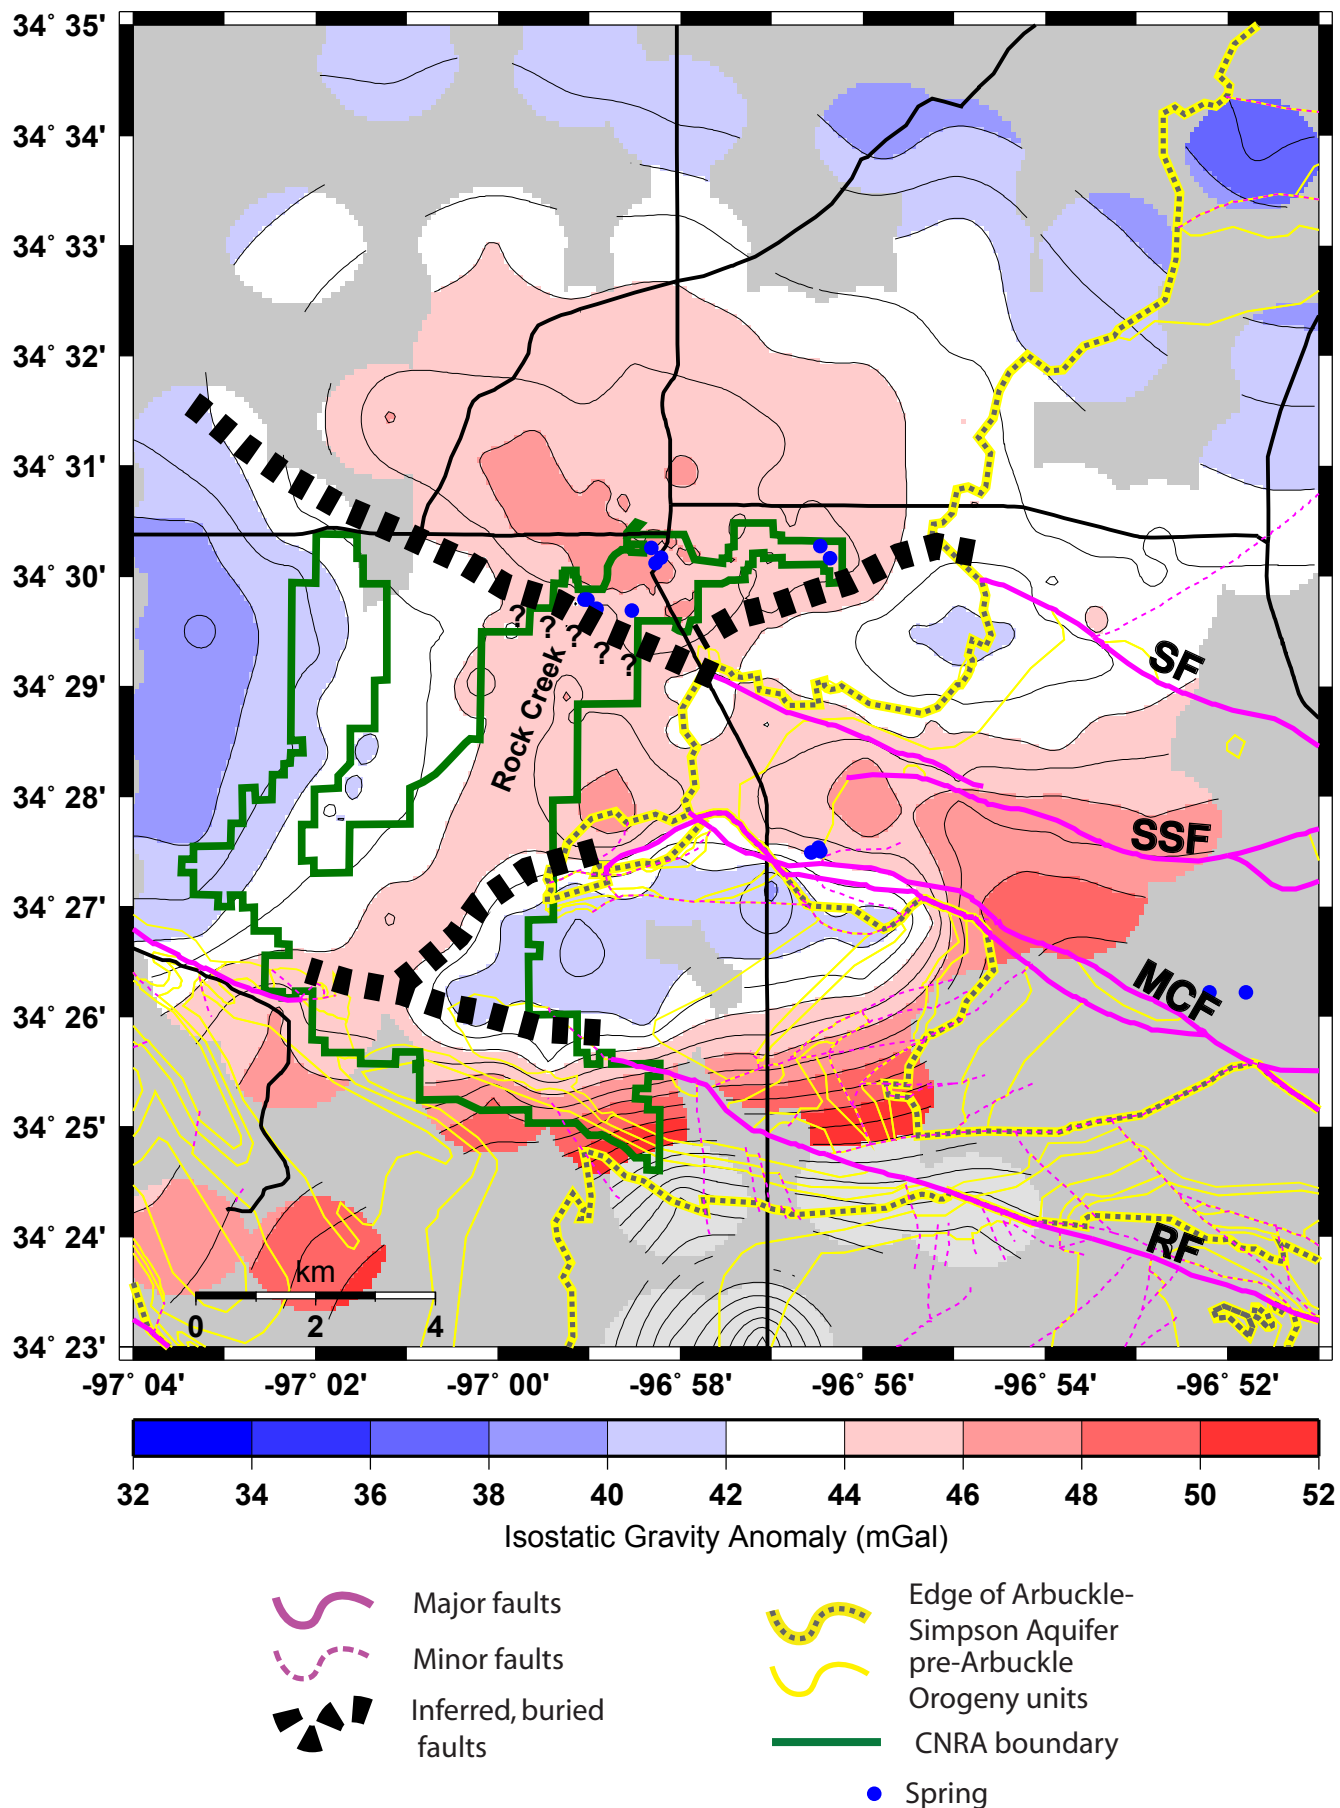 34° 35'
34° 34'
34° 33'
34° 32'
34° 31'
34° 30'
34° 29'
34° 28'
34° 27'
34° 26'
34° 25'
34° 24'
34° 23'
? ? ? ? ?
Rock Creek
SF
SSF
MCF
RF
km
0 2 4
-97° 04' -97° 02' -97° 00' -96° 58' -96° 56' -96° 54' -96° 52'
32 34 36 38 40 42 44 46 48 50 52
Isostatic Gravity Anomaly (mGal)
Major faults
Minor faults
Inferred, buried
faults
Edge of Arbuckle-
Simpson Aquifer
pre-Arbuckle
Orogeny units
CNRA boundary
Spring